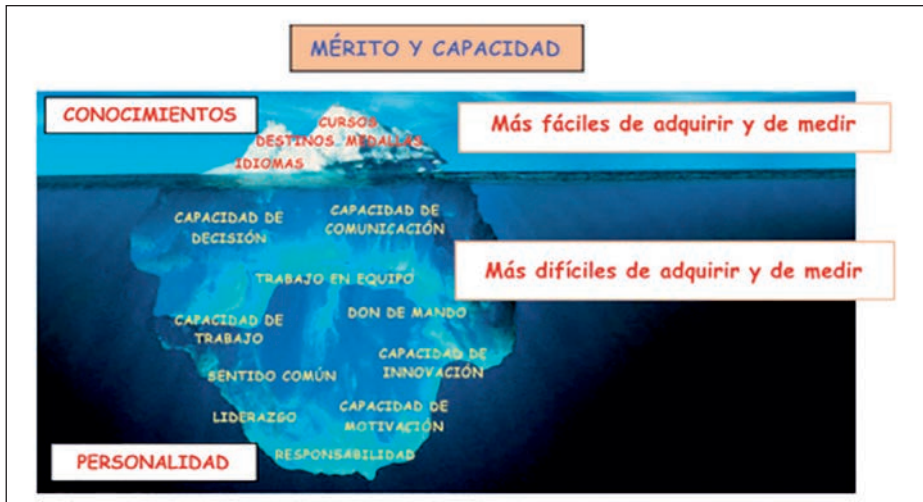 MÉRITO Y CAPACIDAD
CONOCIMIENTOS
CURSOS
DESTINOS MEDALLAS
IDIOMAS
Más fáciles de adquirir y de medir
CAPACIDAD DE
DECISIÓN
CAPACIDAD DE
COMUNICACIÓN
Más difíciles de adquirir y de medir
TRABAJO EN EQUIPO
DON DE MANDO
CAPACIDAD DE
TRABAJO
CAPACIDAD DE
INNOVACIÓN
SENTIDO COMÚN
LIDERAZGO
CAPACIDAD DE
MOTIVACIÓN
RESPONSABILIDAD
PERSONALIDAD